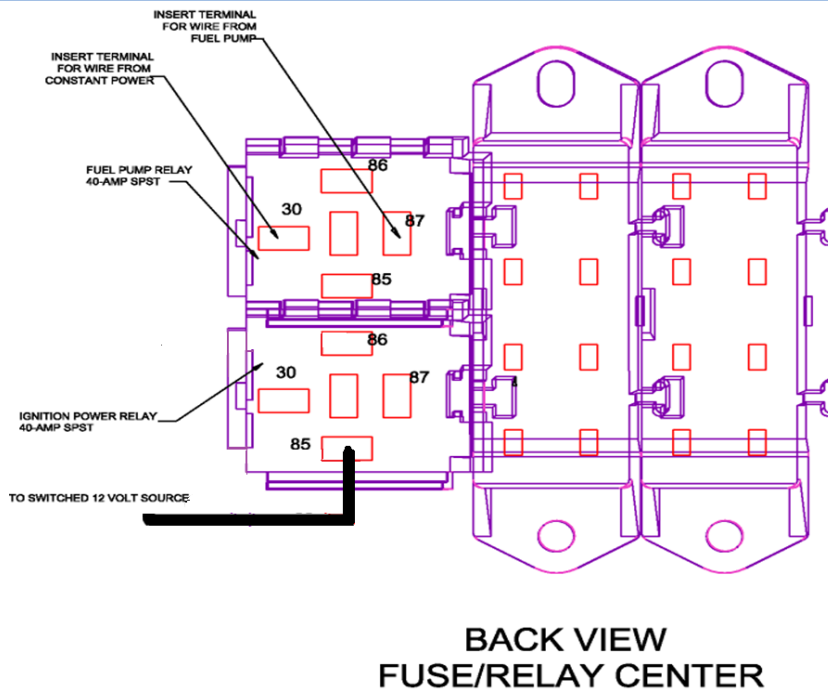 INSERT TERMINAL
FOR WIRE FROM
FUEL PUMP
INSERT TERMINAL
FOR WIRE FROM
CONSTANT POWER
FUEL PUMP RELAY
40-AMP SPST
86
30
87
85
86
30
87
85
IGNITION POWER RELAY
40-AMP SPST
TO SWITCHED 12 VOLT SOURCE
BACK VIEW
FUSE/RELAY CENTER